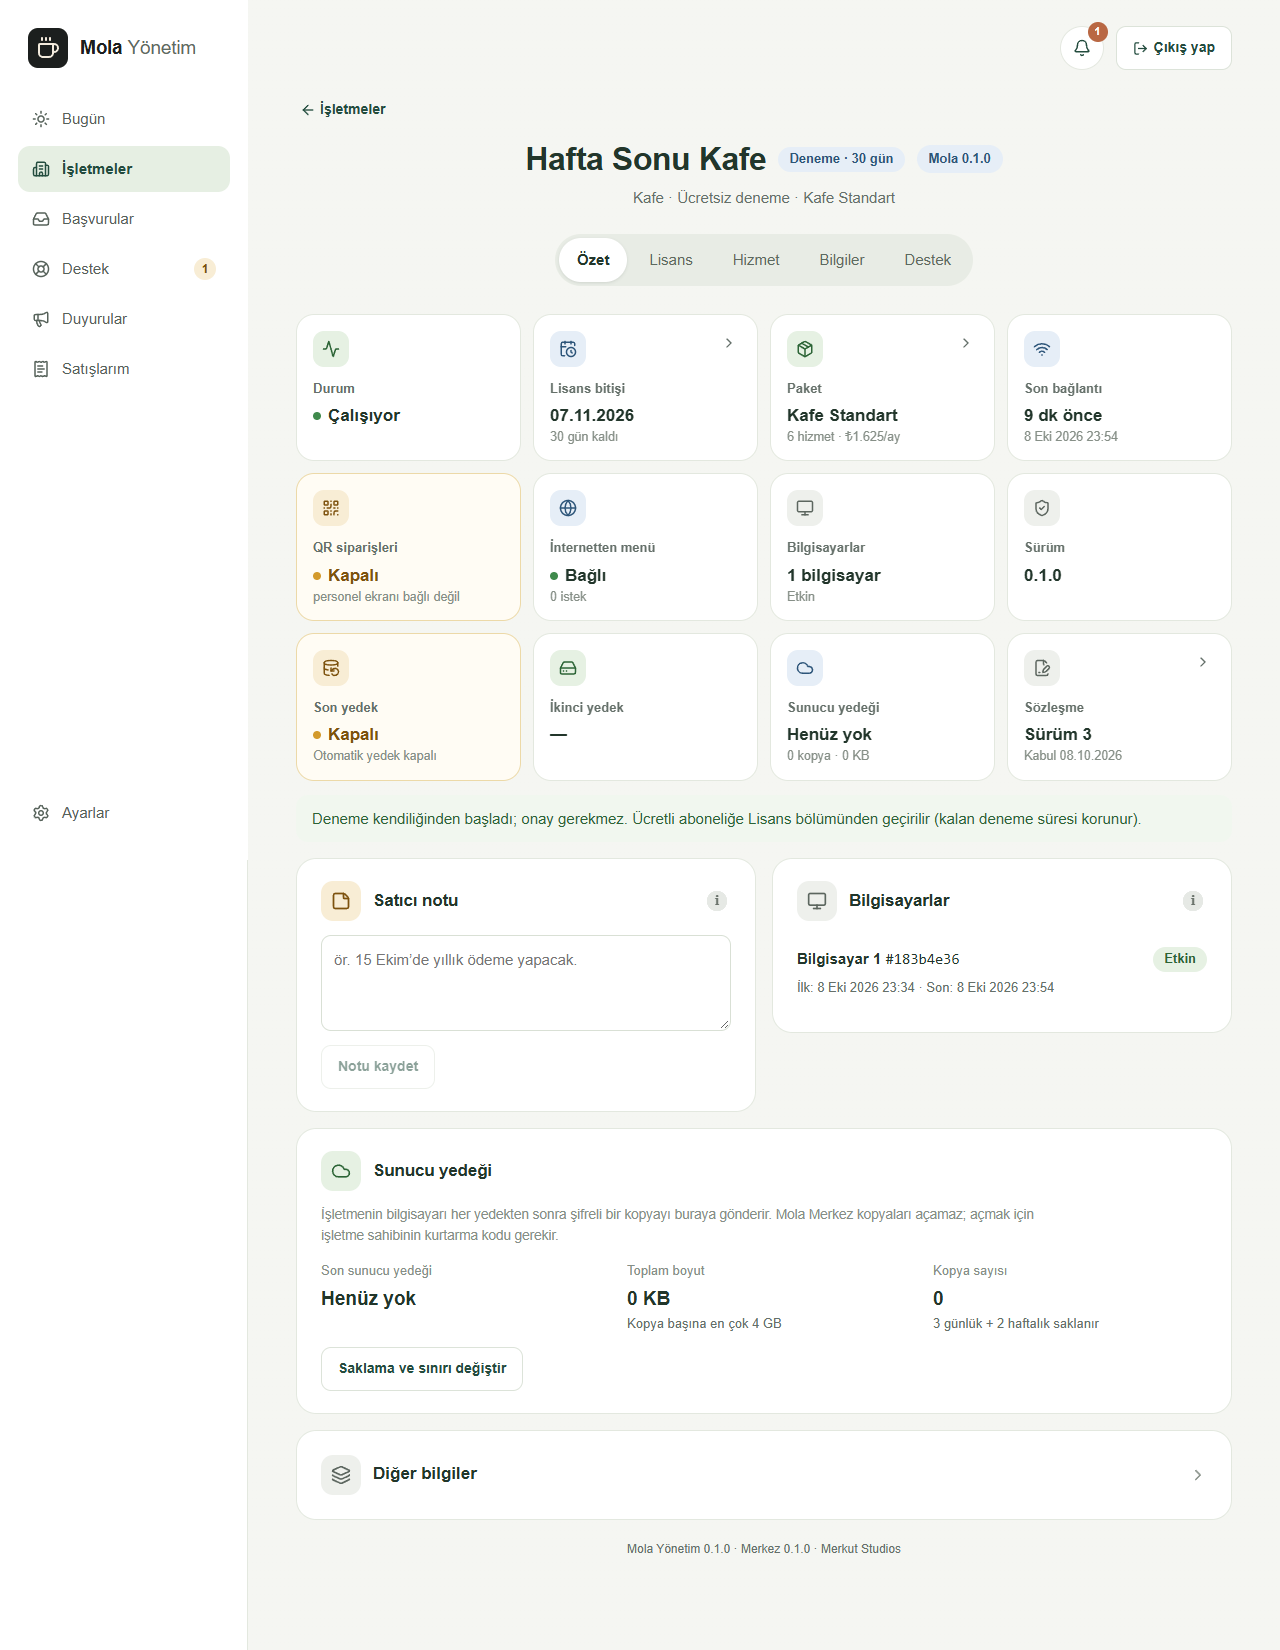 Mola Yönetim
1
Çıkış yap
Bugün
İşletmeler
Başvurular
Destek 1
Duyurular
Satışlarım
Ayarlar
İşletmeler
Hafta Sonu Kafe
Deneme · 30 gün
Mola 0.1.0
Kafe · Ücretsiz deneme · Kafe Standart
Özet Lisans Hizmet Bilgiler Destek
Durum
Çalışıyor
Lisans bitişi
07.11.2026
30 gün kaldı
Paket
Kafe Standart
6 hizmet · ₺1.625/ay
Son bağlantı
9 dk önce
8 Eki 2026 23:54
QR siparişleri
Kapalı
personel ekranı bağlı değil
İnternetten menü
Bağlı
0 istek
Bilgisayarlar
1 bilgisayar
Etkin
Sürüm
0.1.0
Son yedek
Kapalı
Otomatik yedek kapalı
İkinci yedek
—
Sunucu yedeği
Henüz yok
0 kopya · 0 KB
Sözleşme
Sürüm 3
Kabul 08.10.2026
Deneme kendiliğinden başladı; onay gerekmez. Ücretli aboneliğe Lisans bölümünden geçirilir (kalan deneme süresi korunur).
Satıcı notu
i
ör. 15 Ekim’de yıllık ödeme yapacak.
Notu kaydet
Bilgisayarlar
i
Bilgisayar 1 #183b4e36
Etkin
İlk: 8 Eki 2026 23:34 · Son: 8 Eki 2026 23:54
Sunucu yedeği
İşletmenin bilgisayarı her yedekten sonra şifreli bir kopyayı buraya gönderir. Mola Merkez kopyaları açamaz; açmak için
işletme sahibinin kurtarma kodu gerekir.
Son sunucu yedeği
Henüz yok
Toplam boyut
0 KB
Kopya başına en çok 4 GB
Kopya sayısı
0
3 günlük + 2 haftalık saklanır
Saklama ve sınırı değiştir
Diğer bilgiler
Mola Yönetim 0.1.0 · Merkez 0.1.0 · Merkut Studios